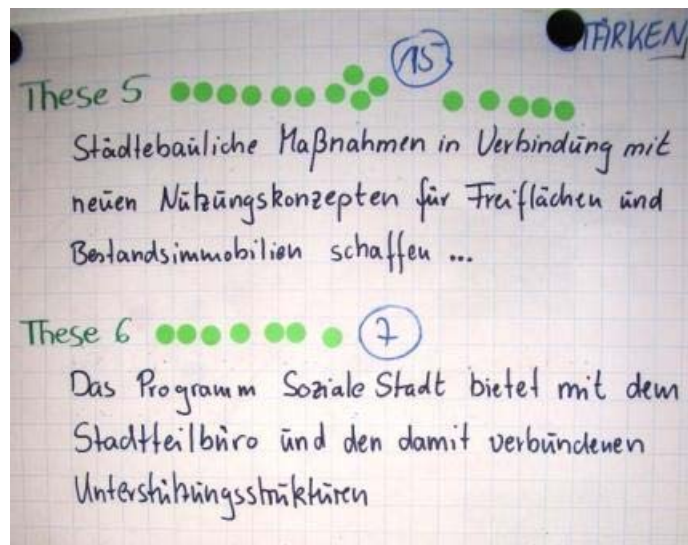 STÄRKEN
These 5 15
Städtebauliche Maßnahmen in Verbindung mit
neuen Nutzungskonzepten für Freiflächen und
Bestandsimmobilien schaffen ...
These 6 7
Das Programm Soziale Stadt bietet mit dem
Stadtteilbüro und den damit verbundenen
Unterstützungsstrukturen